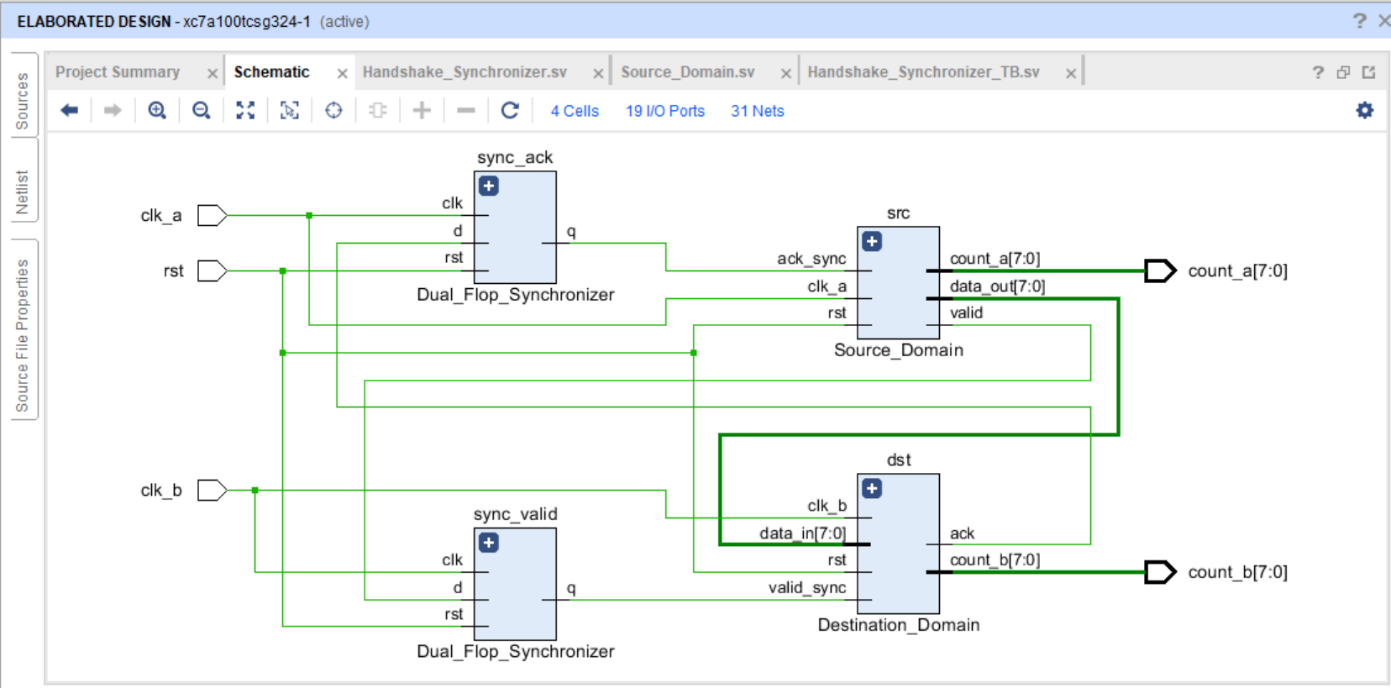 ELABORATED DESIGN - xc7a100tcsg324-1 (active)
? ×
Sources
Netlist
Source File Properties
Project Summary × Schematic × Handshake_Synchronizer.sv × Source_Domain.sv × Handshake_Synchronizer_TB.sv × ?
4 Cells 19 I/O Ports 31 Nets
sync_ack
clk_a
clk
d
rst
q
Dual_Flop_Synchronizer
rst
src
ack_sync
clk_a
rst
count_a[7:0]
data_out[7:0]
valid
Source_Domain
count_a[7:0]
clk_b
sync_valid
clk
d
rst
q
Dual_Flop_Synchronizer
dst
clk_b
data_in[7:0]
rst
valid_sync
ack
count_b[7:0]
Destination_Domain
count_b[7:0]